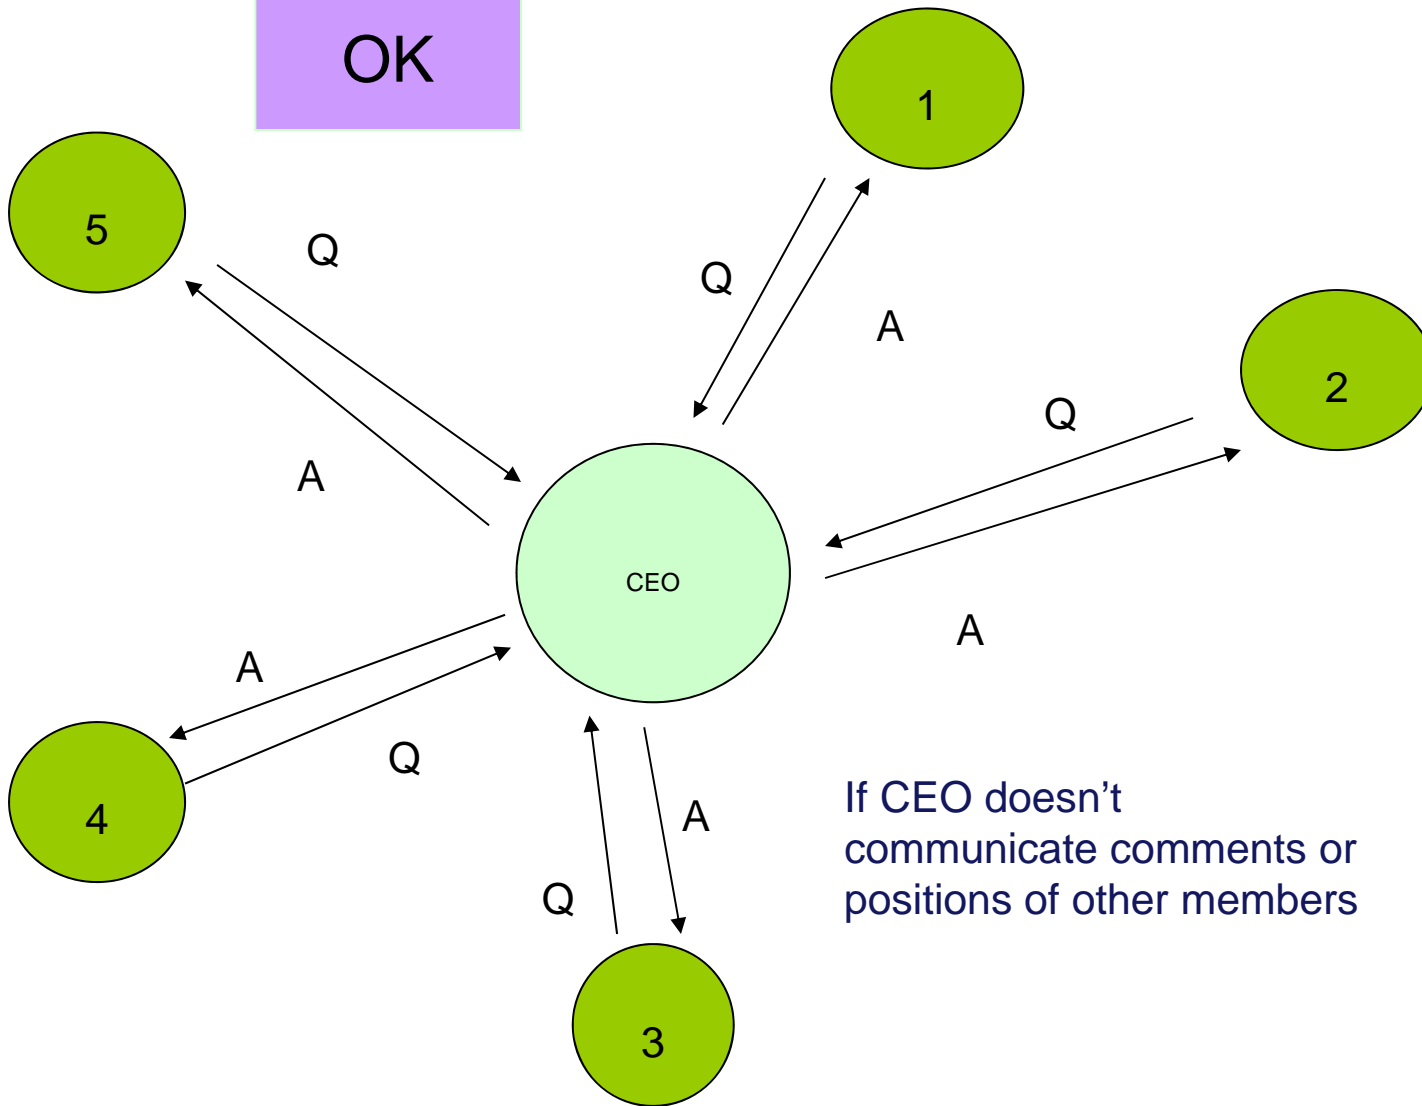 OK
1
5
Q
Q
A
2
Q
A
CEO
A
A
Q
4
A
Q
3
If CEO doesn’t
communicate comments or
positions of other members